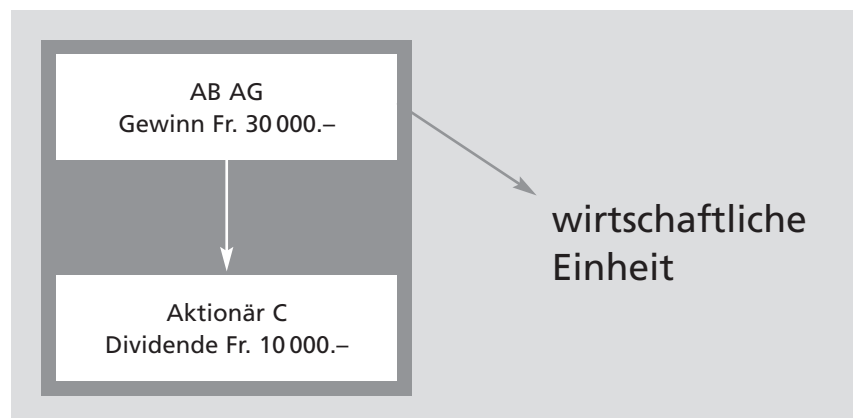 AB AG
Gewinn Fr. 30 000.–
wirtschaftliche
Einheit
Aktionär C
Dividende Fr. 10 000.–